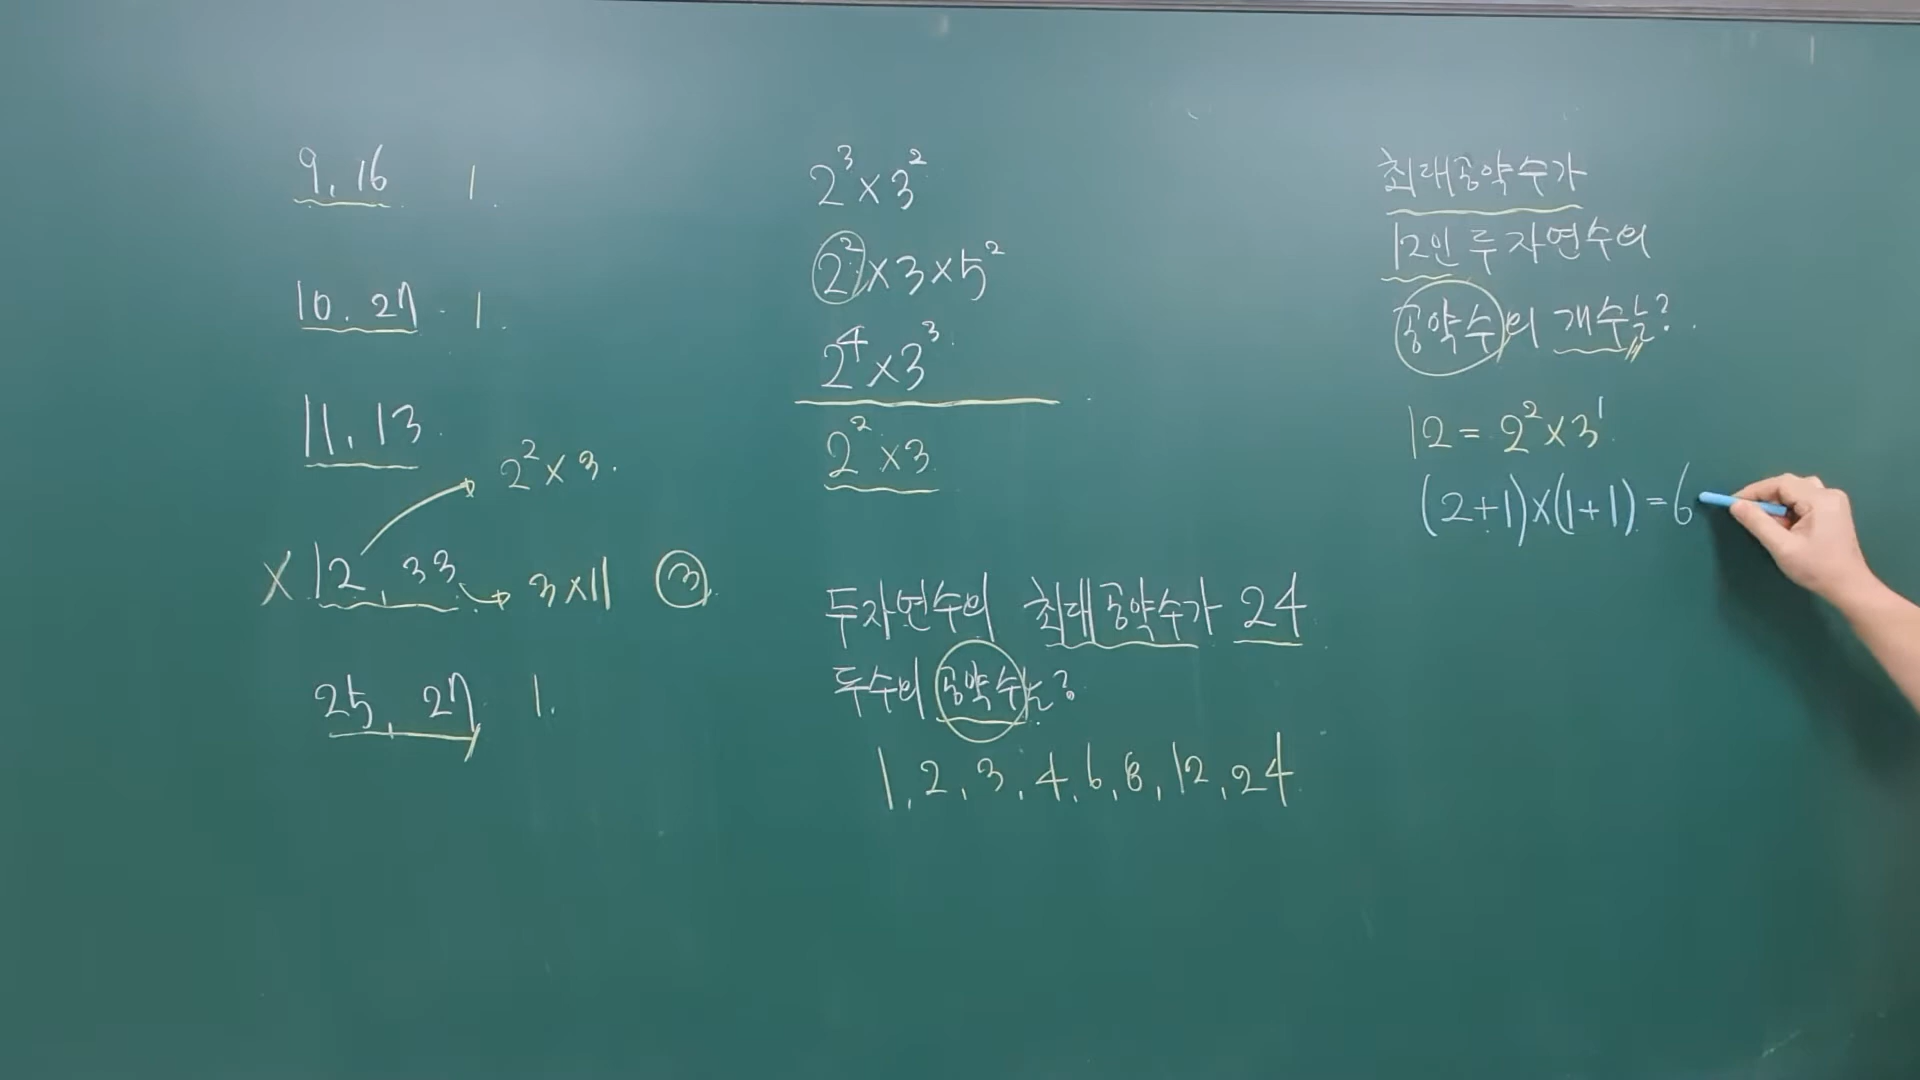 9, 16 1.
10. 27 1.
11, 13.
2² × 3.
× 12, 33 → 3 × 11 ③
25, 27 1.
2³ × 3²
2² × 3 × 5²
2⁴ × 3³
2² × 3
두 자연수의 최대공약수가 24
두 수의 공약수는?
1, 2, 3, 4, 6, 8, 12, 24
최대공약수가
12인 두 자연수의
공약수의 개수는?
12 = 2² × 3¹
(2+1)×(1+1) = 6